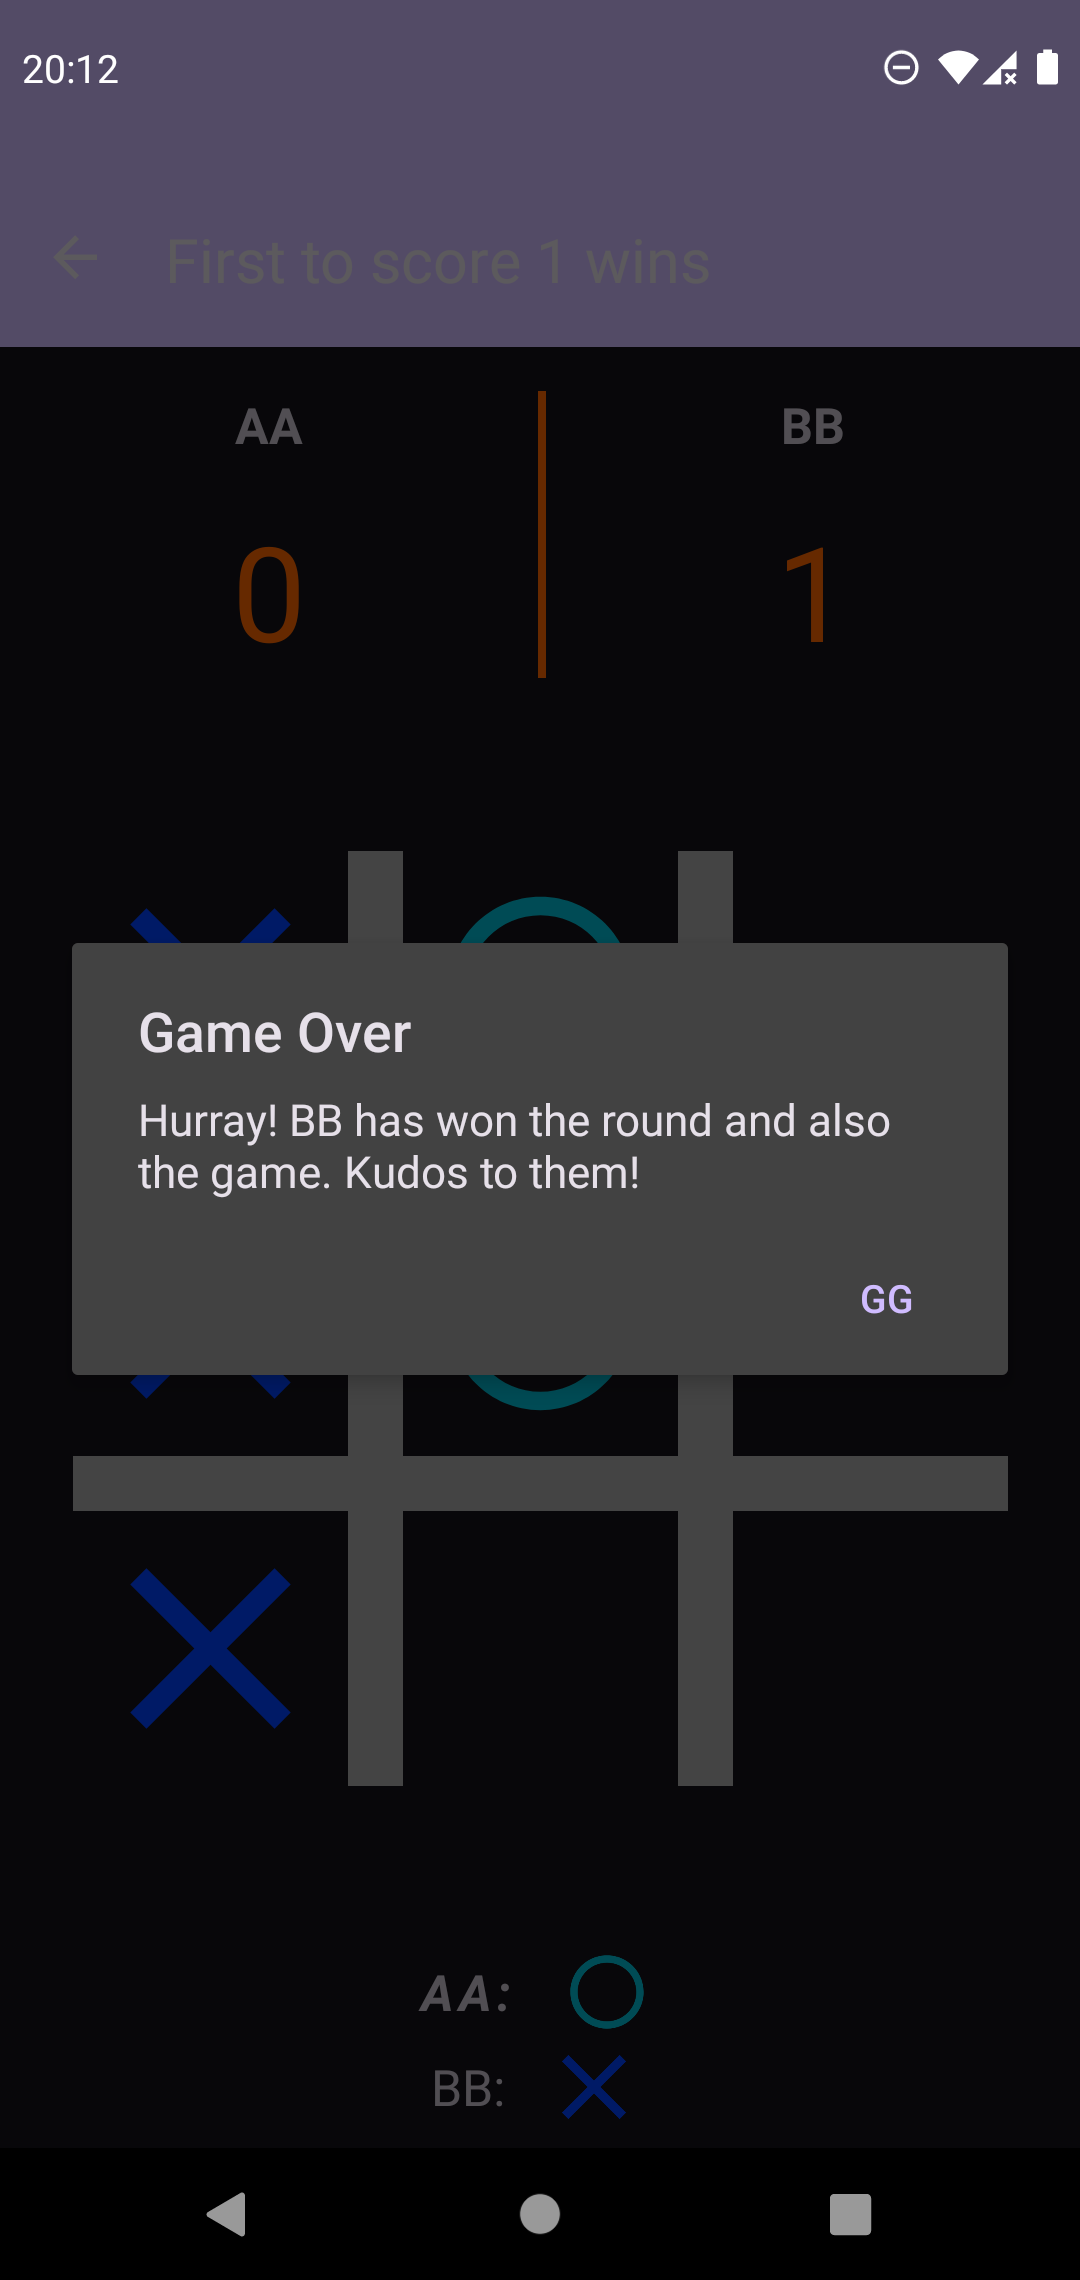 20:12
First to score 1 wins
AA
BB
0
1
Game Over
Hurray! BB has won the round and also
the game. Kudos to them!
GG
AA:
BB: